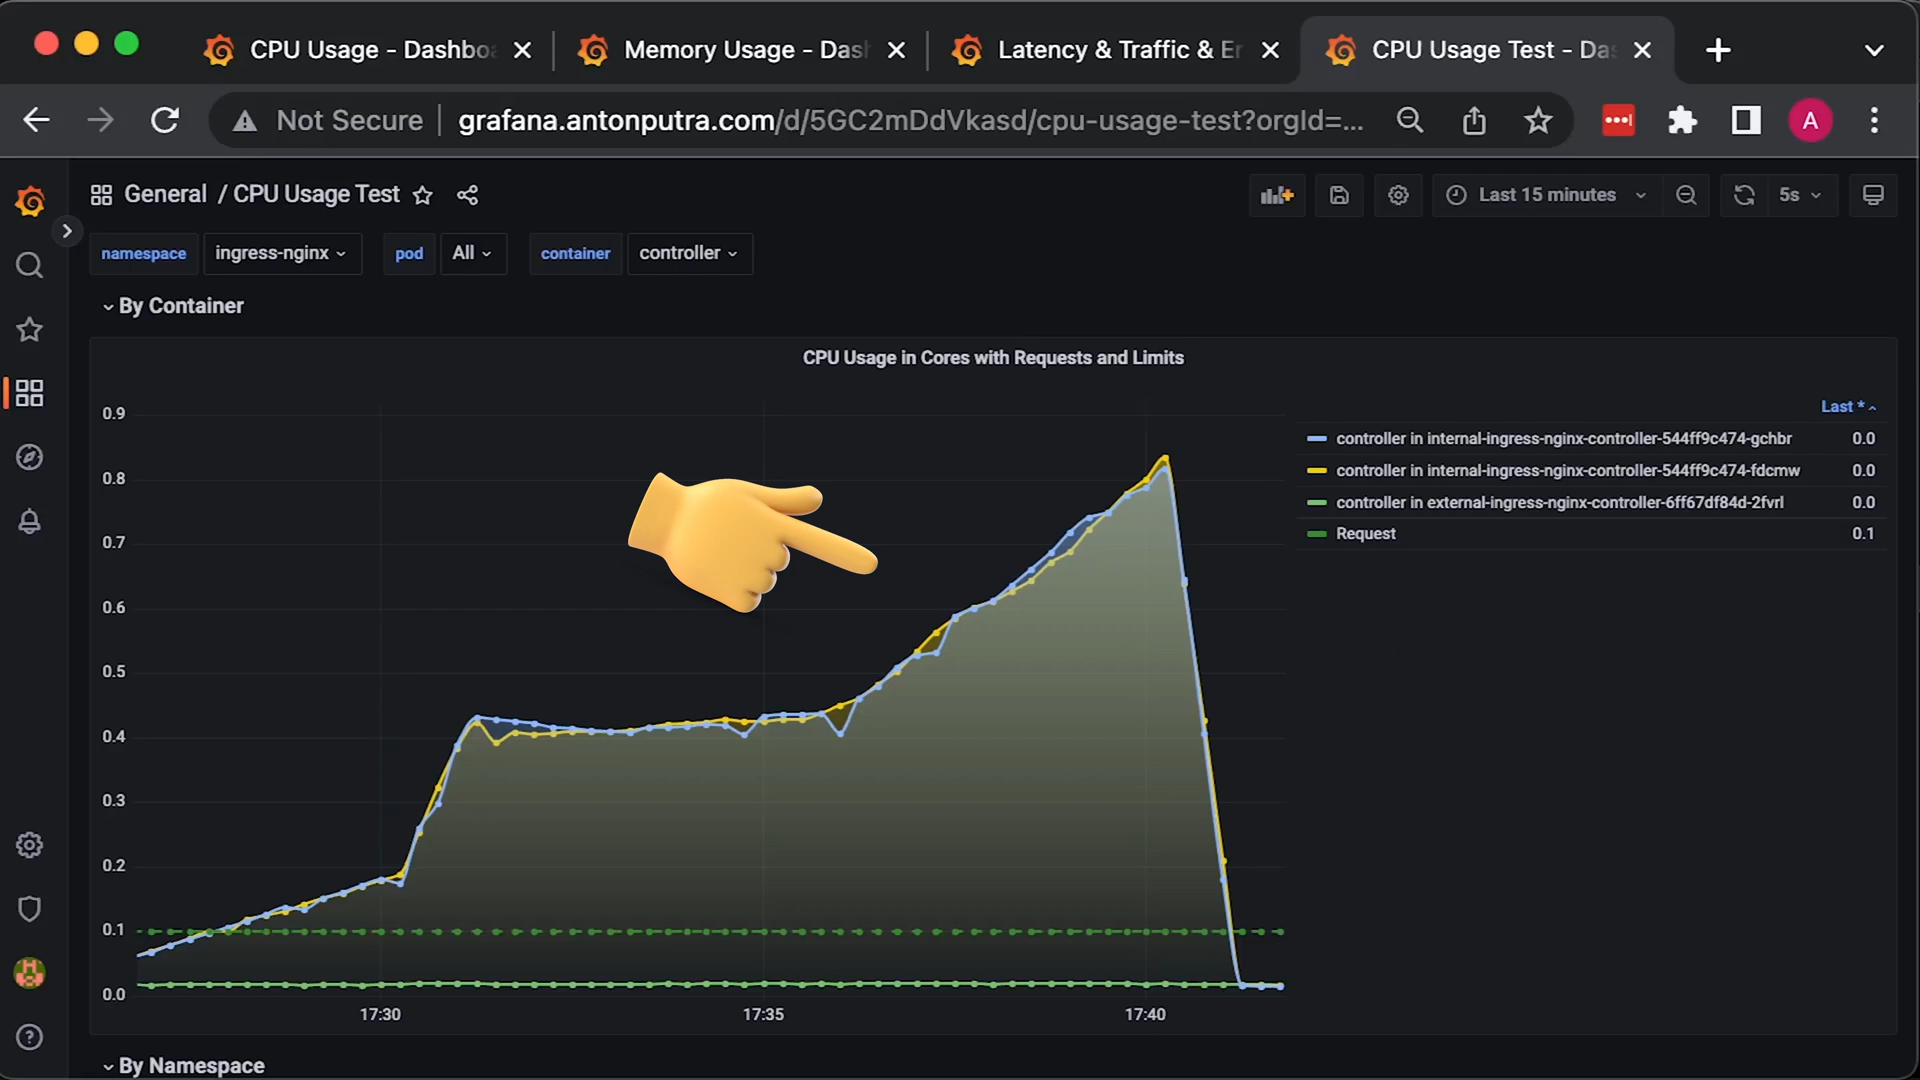 CPU Usage - Dashbo
Memory Usage - Dash
Latency & Traffic & Er
CPU Usage Test - Das
Not Secure
grafana.antonputra.com/d/5GC2mDdVkasd/cpu-usage-test?orgId=...
A
General / CPU Usage Test
Last 15 minutes
5s
namespace ingress-nginx
pod All
container controller
By Container
CPU Usage in Cores with Requests and Limits
0.9
0.8
0.7
0.6
0.5
0.4
0.3
0.2
0.1
0.0
17:30
17:35
17:40
Last *
controller in internal-ingress-nginx-controller-544ff9c474-gchbr 0.0
controller in internal-ingress-nginx-controller-544ff9c474-fdcmw 0.0
controller in external-ingress-nginx-controller-6ff67df84d-2fvrl 0.0
Request 0.1
By Namespace